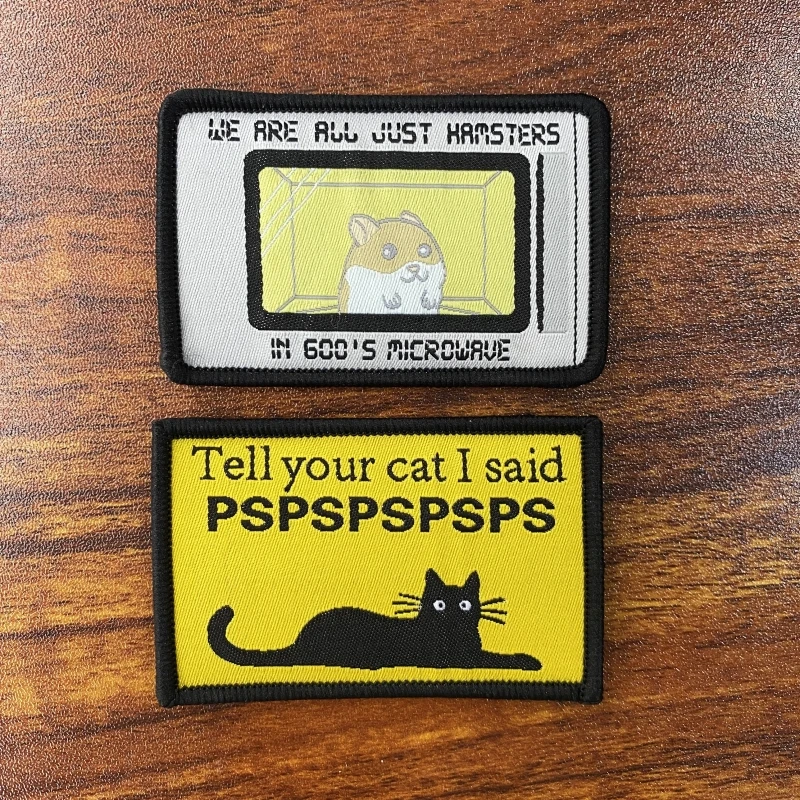 WE ARE ALL JUST HAMSTERS
IN GOD'S MICROWAVE
Tell your cat I said
PSPSPSPSPS